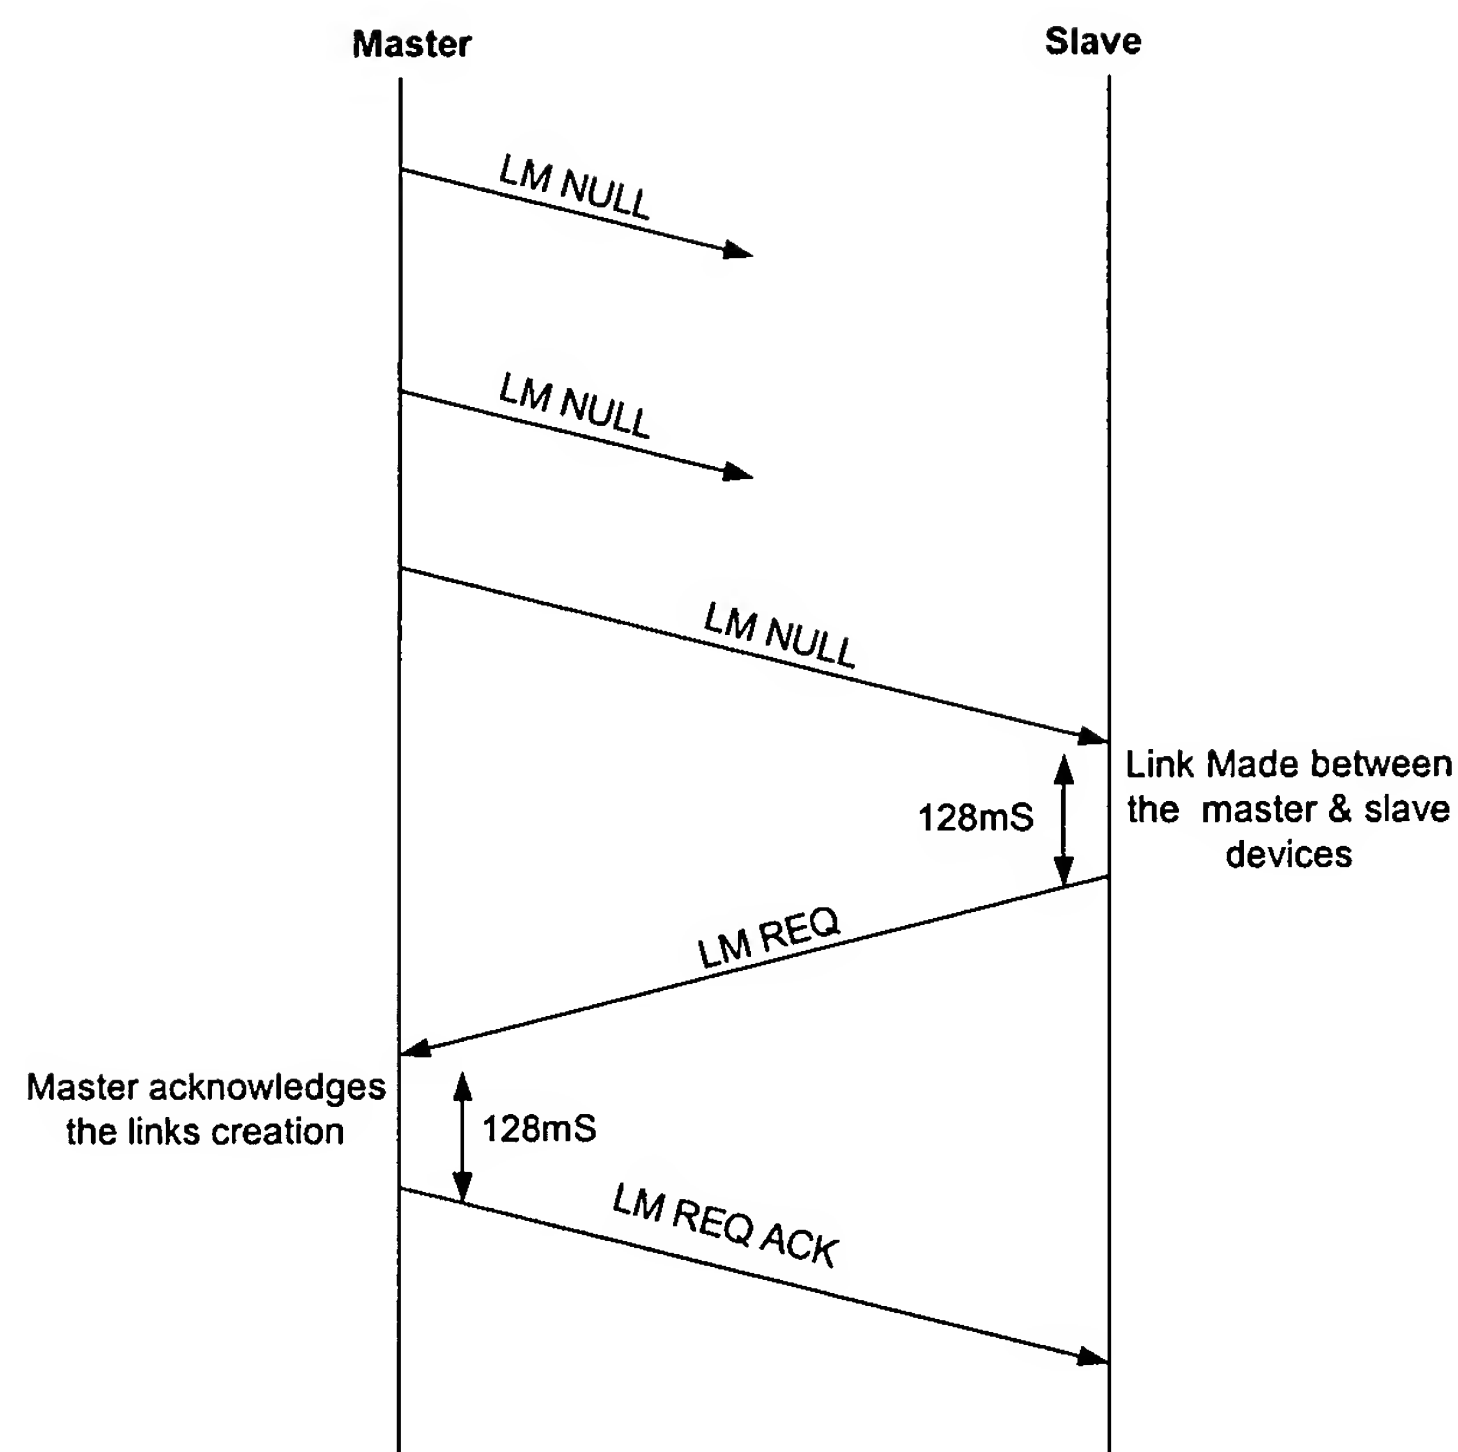 Master
Slave
LM NULL
LM NULL
LM NULL
Link Made between
the master & slave
devices
128mS
LM REQ
Master acknowledges
the links creation
128mS
LM REQ ACK